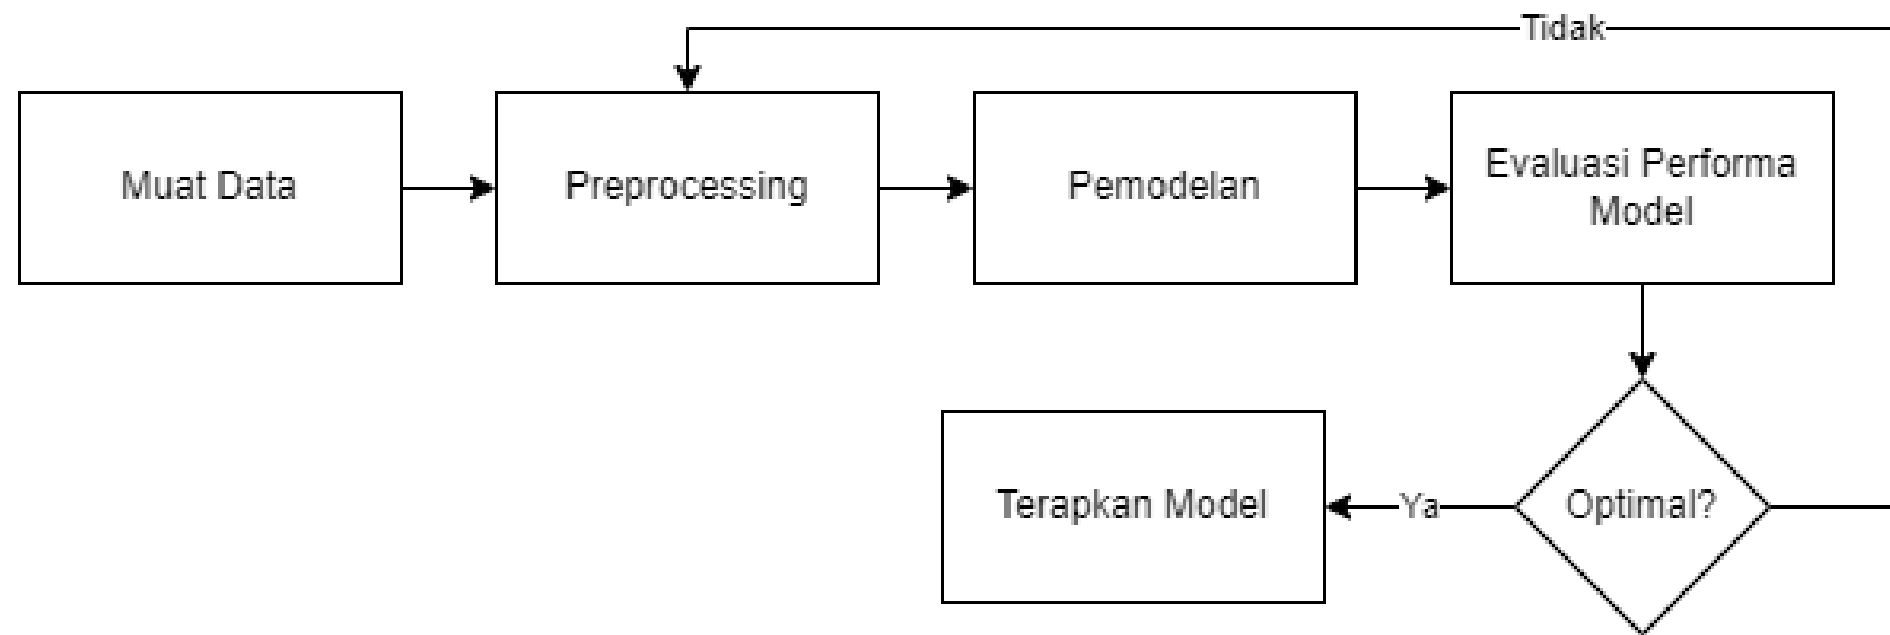 Tidak
Muat Data
Preprocessing
Pemodelan
Evaluasi Performa
Model
Terapkan Model
Ya
Optimal?